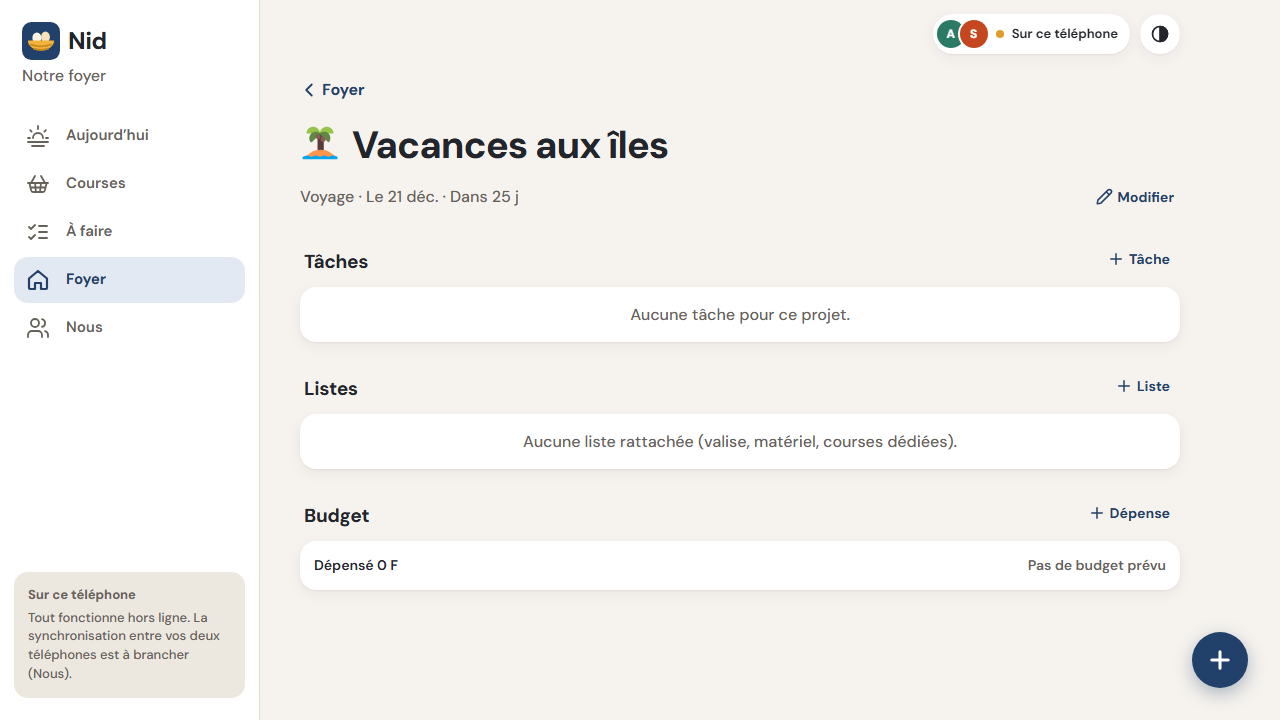 Nid
Notre foyer
Aujourd’hui
Courses
À faire
Foyer
Nous
Sur ce téléphone
Tout fonctionne hors ligne. La
synchronisation entre vos deux
téléphones est à brancher
(Nous).
A S Sur ce téléphone
Foyer
Vacances aux îles
Voyage · Le 21 déc. · Dans 25 j
Modifier
Tâches
Tâche
Aucune tâche pour ce projet.
Listes
Liste
Aucune liste rattachée (valise, matériel, courses dédiées).
Budget
Dépense
Dépensé 0 F
Pas de budget prévu